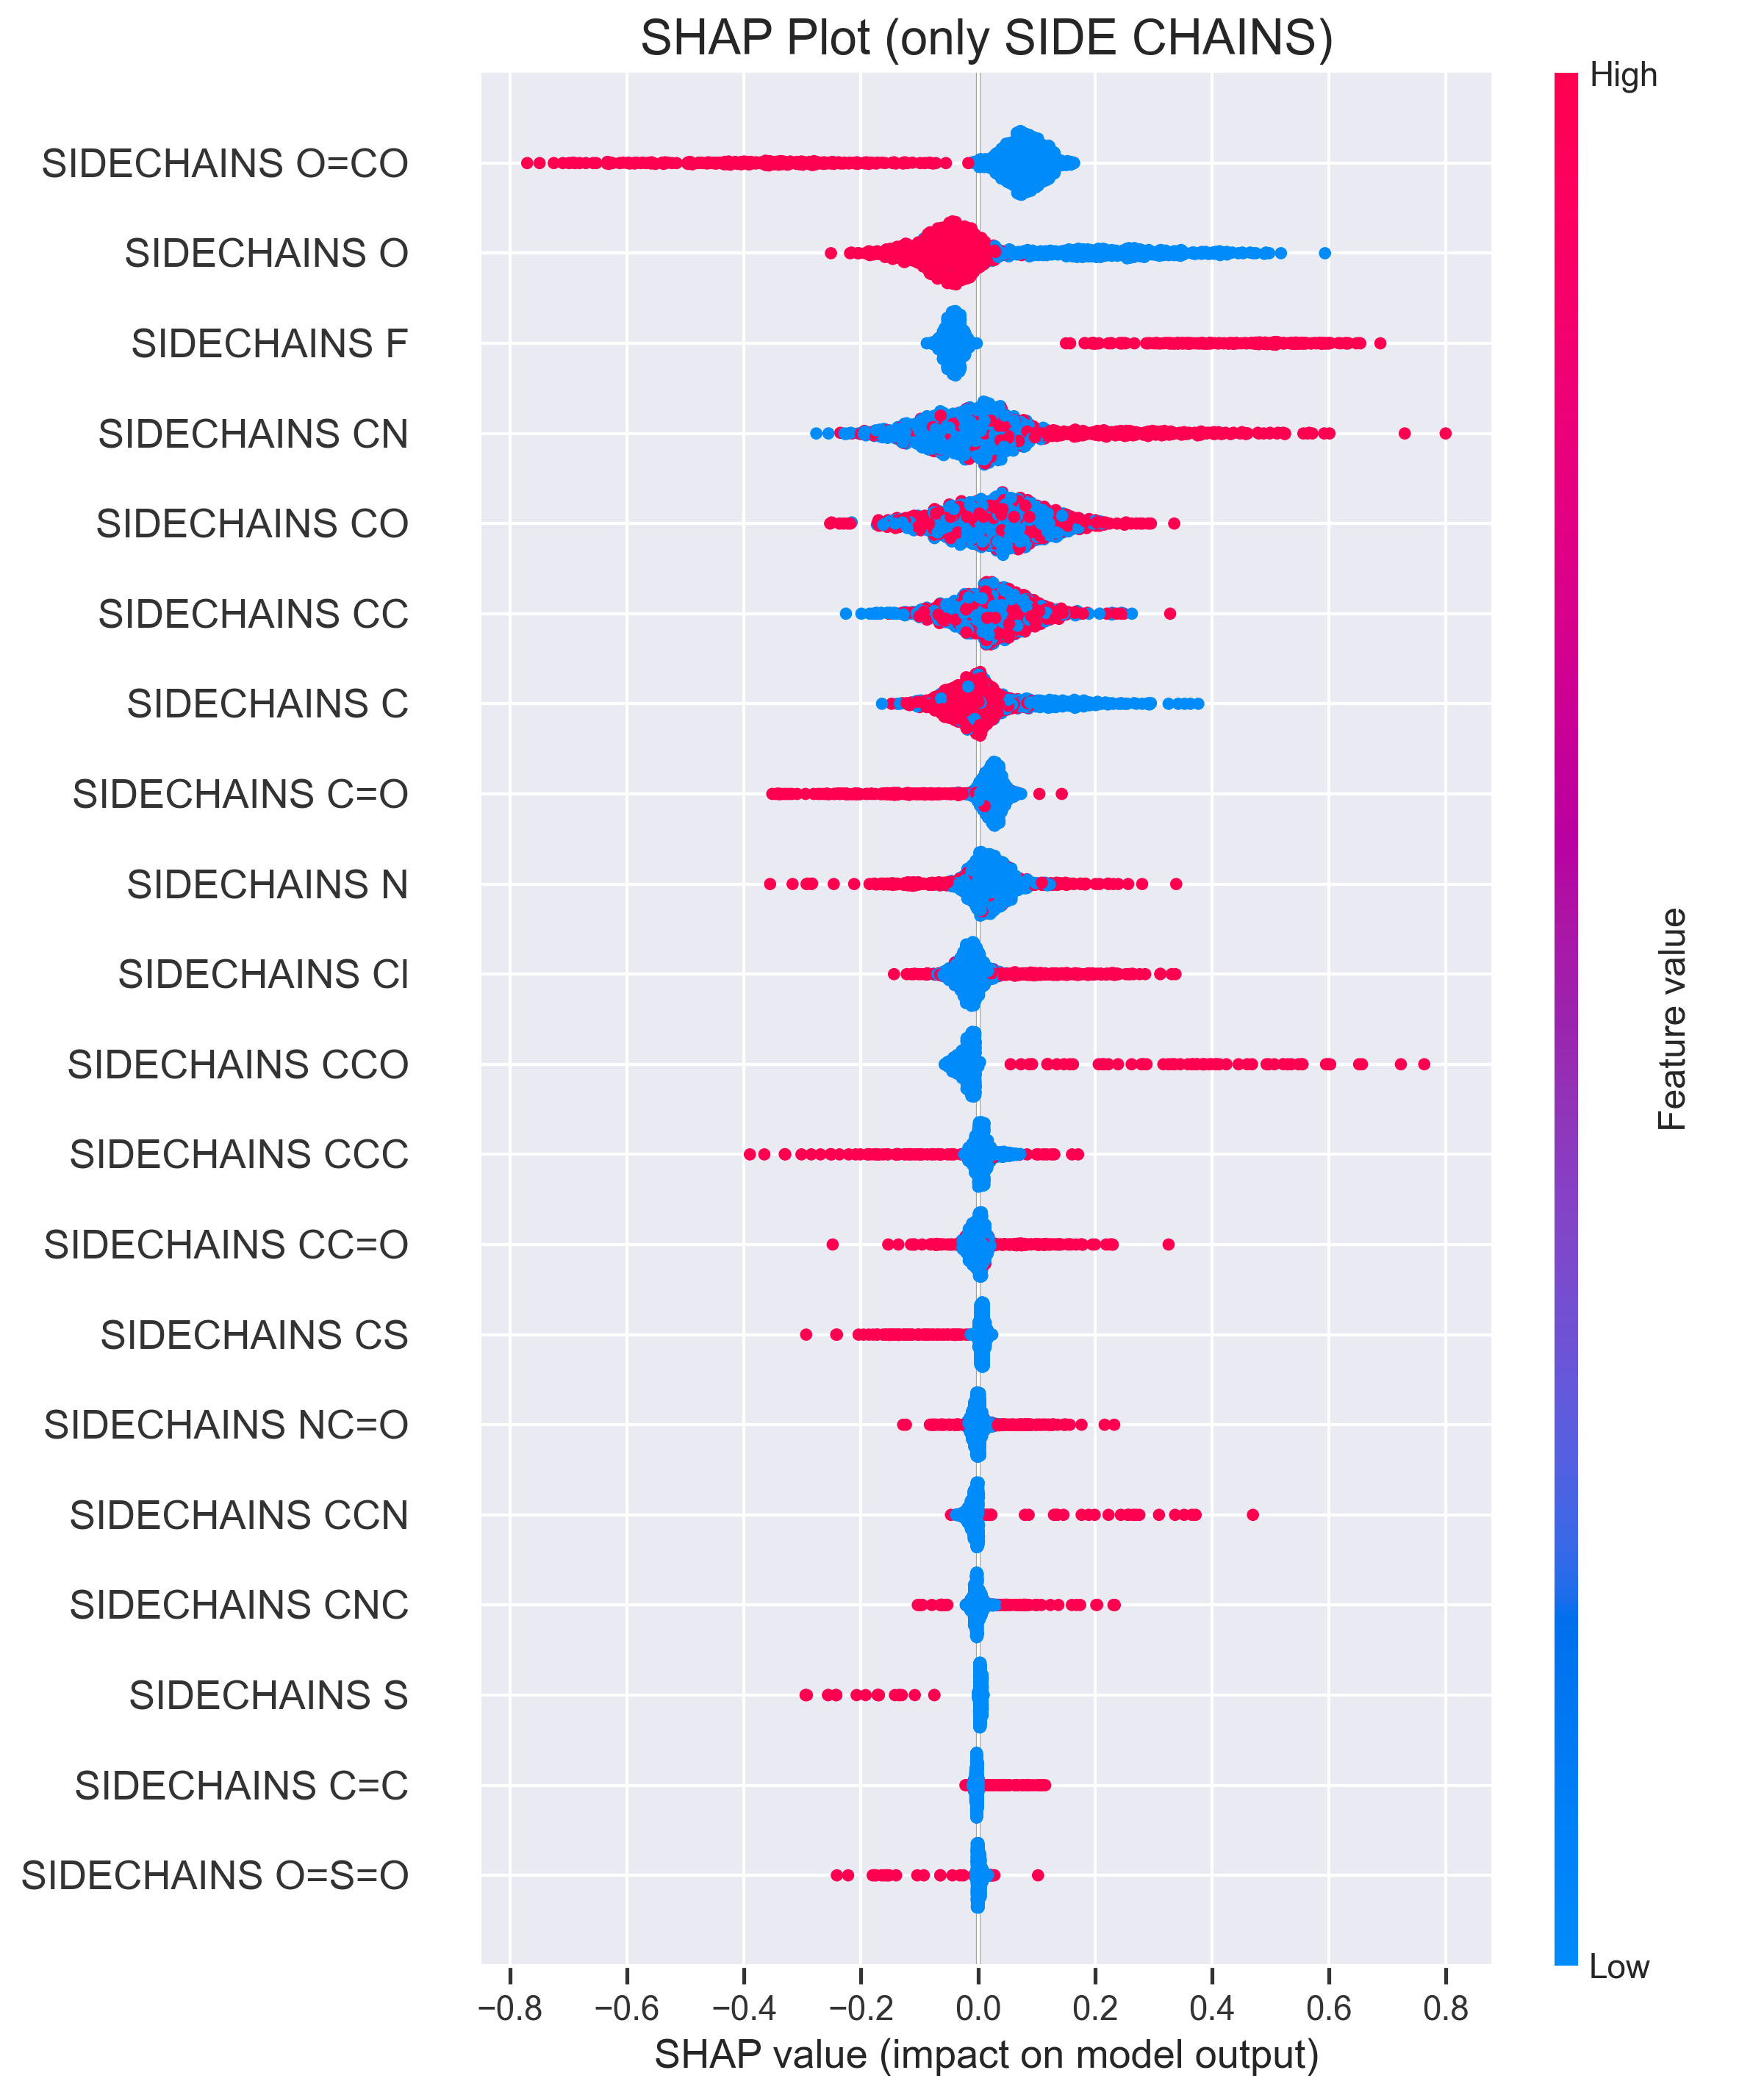 SHAP Plot (only SIDE CHAINS)
High
SIDECHAINS O=CO
SIDECHAINS O
SIDECHAINS F
SIDECHAINS CN
SIDECHAINS CO
SIDECHAINS CC
SIDECHAINS C
SIDECHAINS C=O
SIDECHAINS N
SIDECHAINS Cl
SIDECHAINS CCO
SIDECHAINS CCC
SIDECHAINS CC=O
SIDECHAINS CS
SIDECHAINS NC=O
SIDECHAINS CCN
SIDECHAINS CNC
SIDECHAINS S
SIDECHAINS C=C
SIDECHAINS O=S=O
Feature value
Low
−0.8 −0.6 −0.4 −0.2 0.0 0.2 0.4 0.6 0.8
SHAP value (impact on model output)